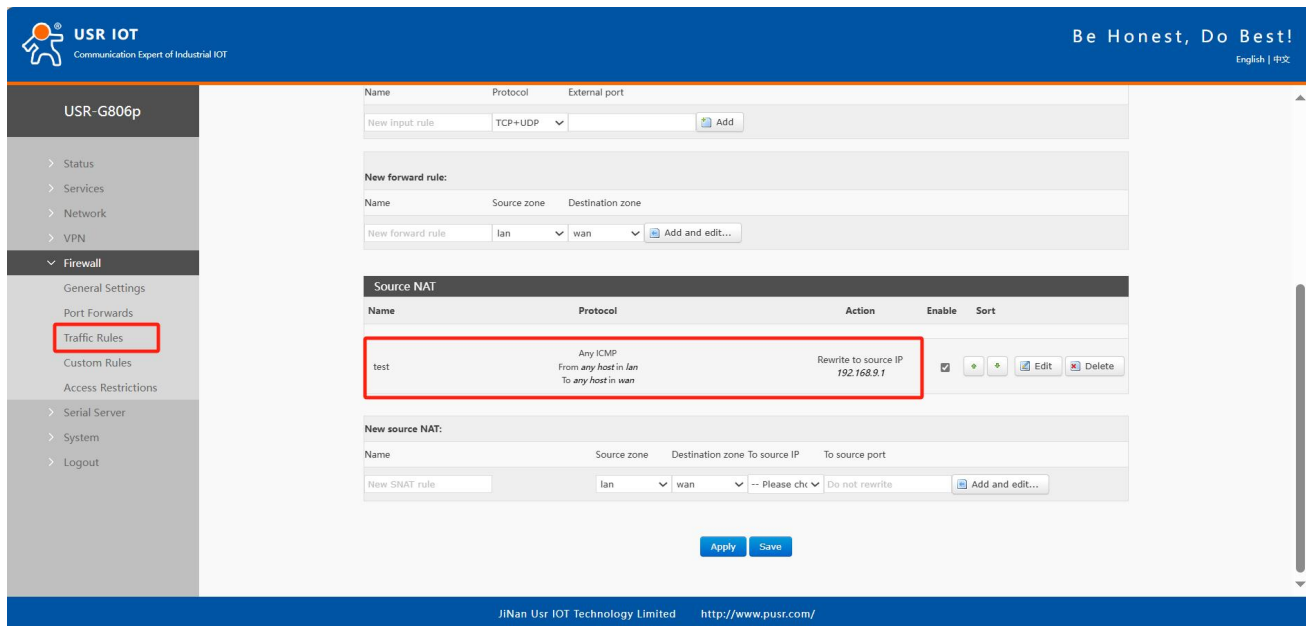 USR IOT
Communication Expert of Industrial IOT
Be Honest, Do Best!
English | 中文
USR-G806p
Status
Services
Network
VPN
Firewall
General Settings
Port Forwards
Traffic Rules
Custom Rules
Access Restrictions
Serial Server
System
Logout
Name Protocol External port
New input rule TCP+UDP Add
New forward rule:
Name Source zone Destination zone
New forward rule lan wan Add and edit...
Source NAT
Name Protocol Action Enable Sort
test
Any ICMP
From any host in lan
To any host in wan
Rewrite to source IP
192.168.9.1
Edit Delete
New source NAT:
Name Source zone Destination zone To source IP To source port
New SNAT rule lan wan -- Please chc Do not rewrite Add and edit...
Apply Save
JiNan Usr IOT Technology Limited http://www.pusr.com/